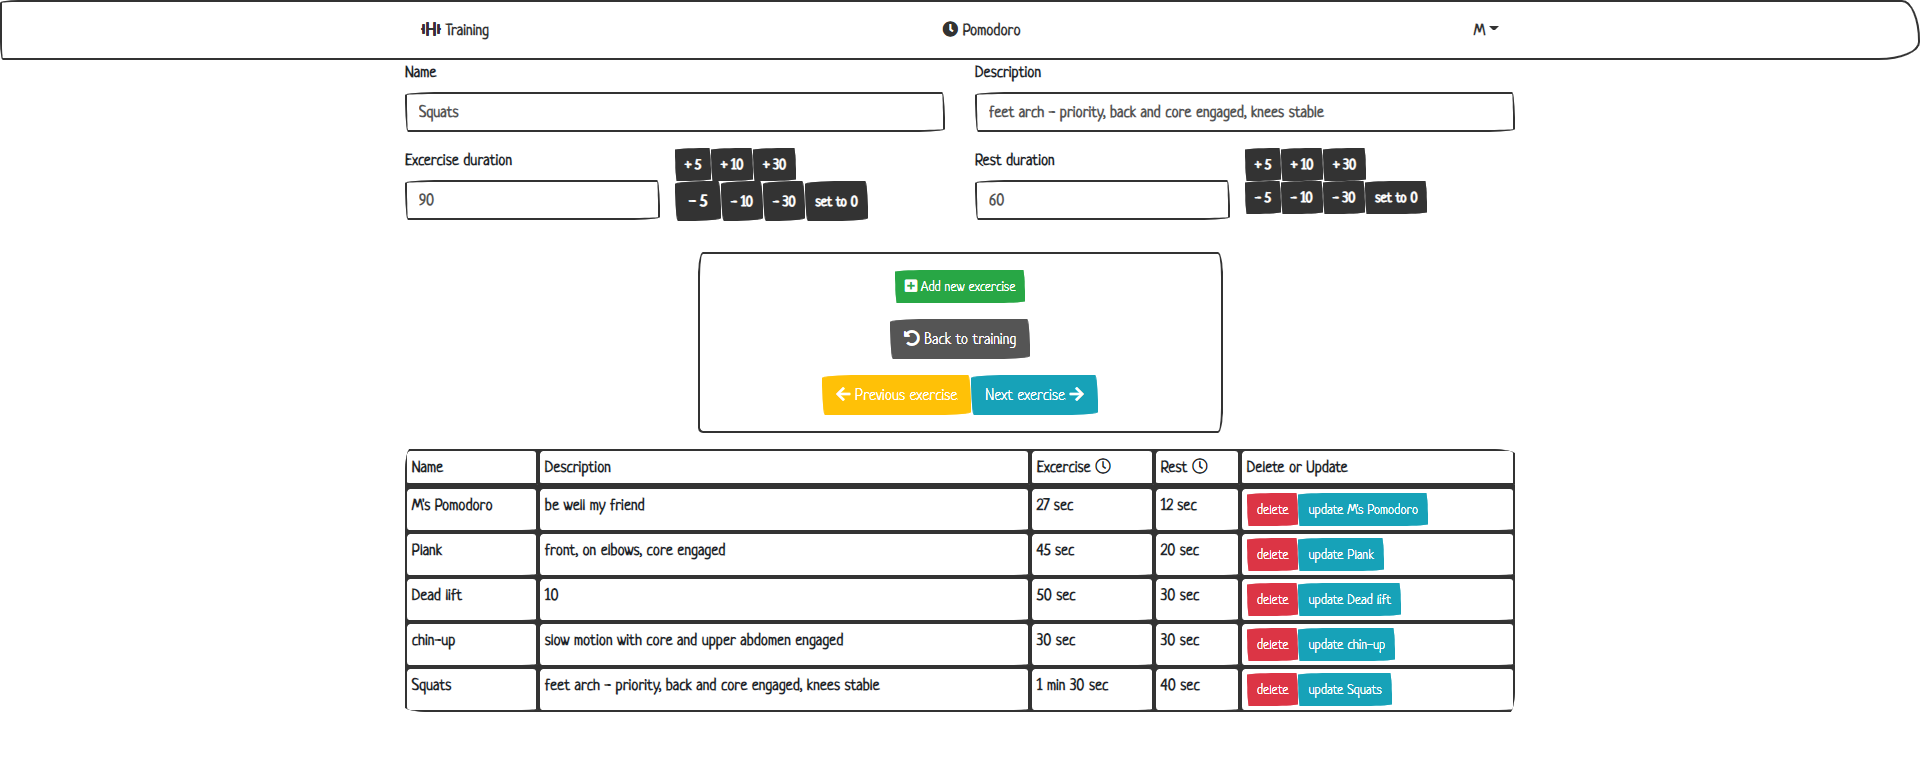 Training Pomodoro M
Name Description
Squats feet arch - priority, back and core engaged, knees stable
Excercise duration +5 +10 +30 Rest duration +5 +10 +30
90 - 5 - 10 - 30 set to 0 60 - 5 - 10 - 30 set to 0
Add new excercise
Back to training
Previous exercise Next exercise
Name Description Excercise Rest Delete or Update
M's Pomodoro be well my friend 27 sec 12 sec delete update M's Pomodoro
Plank front, on elbows, core engaged 45 sec 20 sec delete update Plank
Dead lift 10 50 sec 30 sec delete update Dead lift
chin-up slow motion with core and upper abdomen engaged 30 sec 30 sec delete update chin-up
Squats feet arch - priority, back and core engaged, knees stable 1 min 30 sec 40 sec delete update Squats